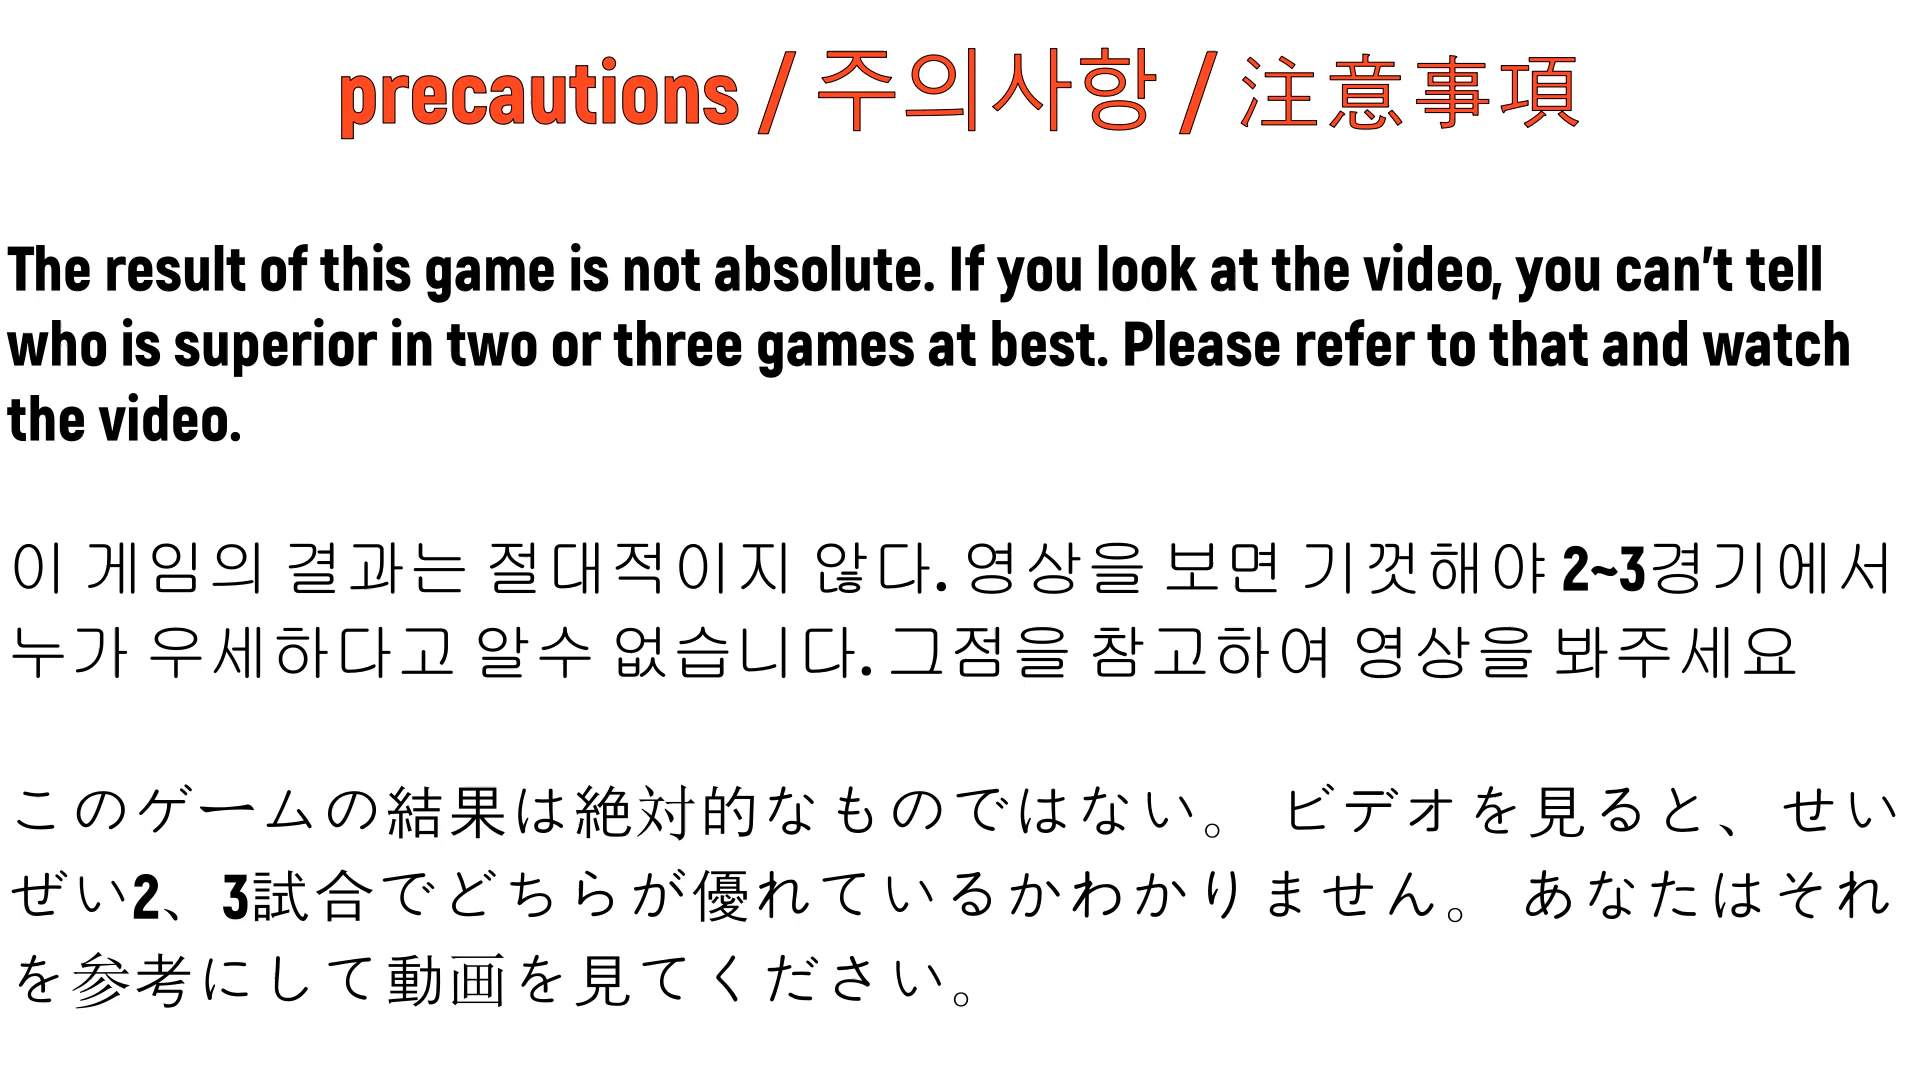 precautions / 주의사항 / 注意事項
The result of this game is not absolute. If you look at the video, you can't tell
who is superior in two or three games at best. Please refer to that and watch
the video.
이 게임의 결과는 절대적이지 않다. 영상을 보면 기껏해야 2~3경기에서
누가 우세하다고 알수 없습니다. 그점을 참고하여 영상을 봐주세요
このゲームの結果は絶対的なものではない。 ビデオを見ると、せい
ぜい2、3試合でどちらが優れているかわかりません。 あなたはそれ
を参考にして動画を見てください。